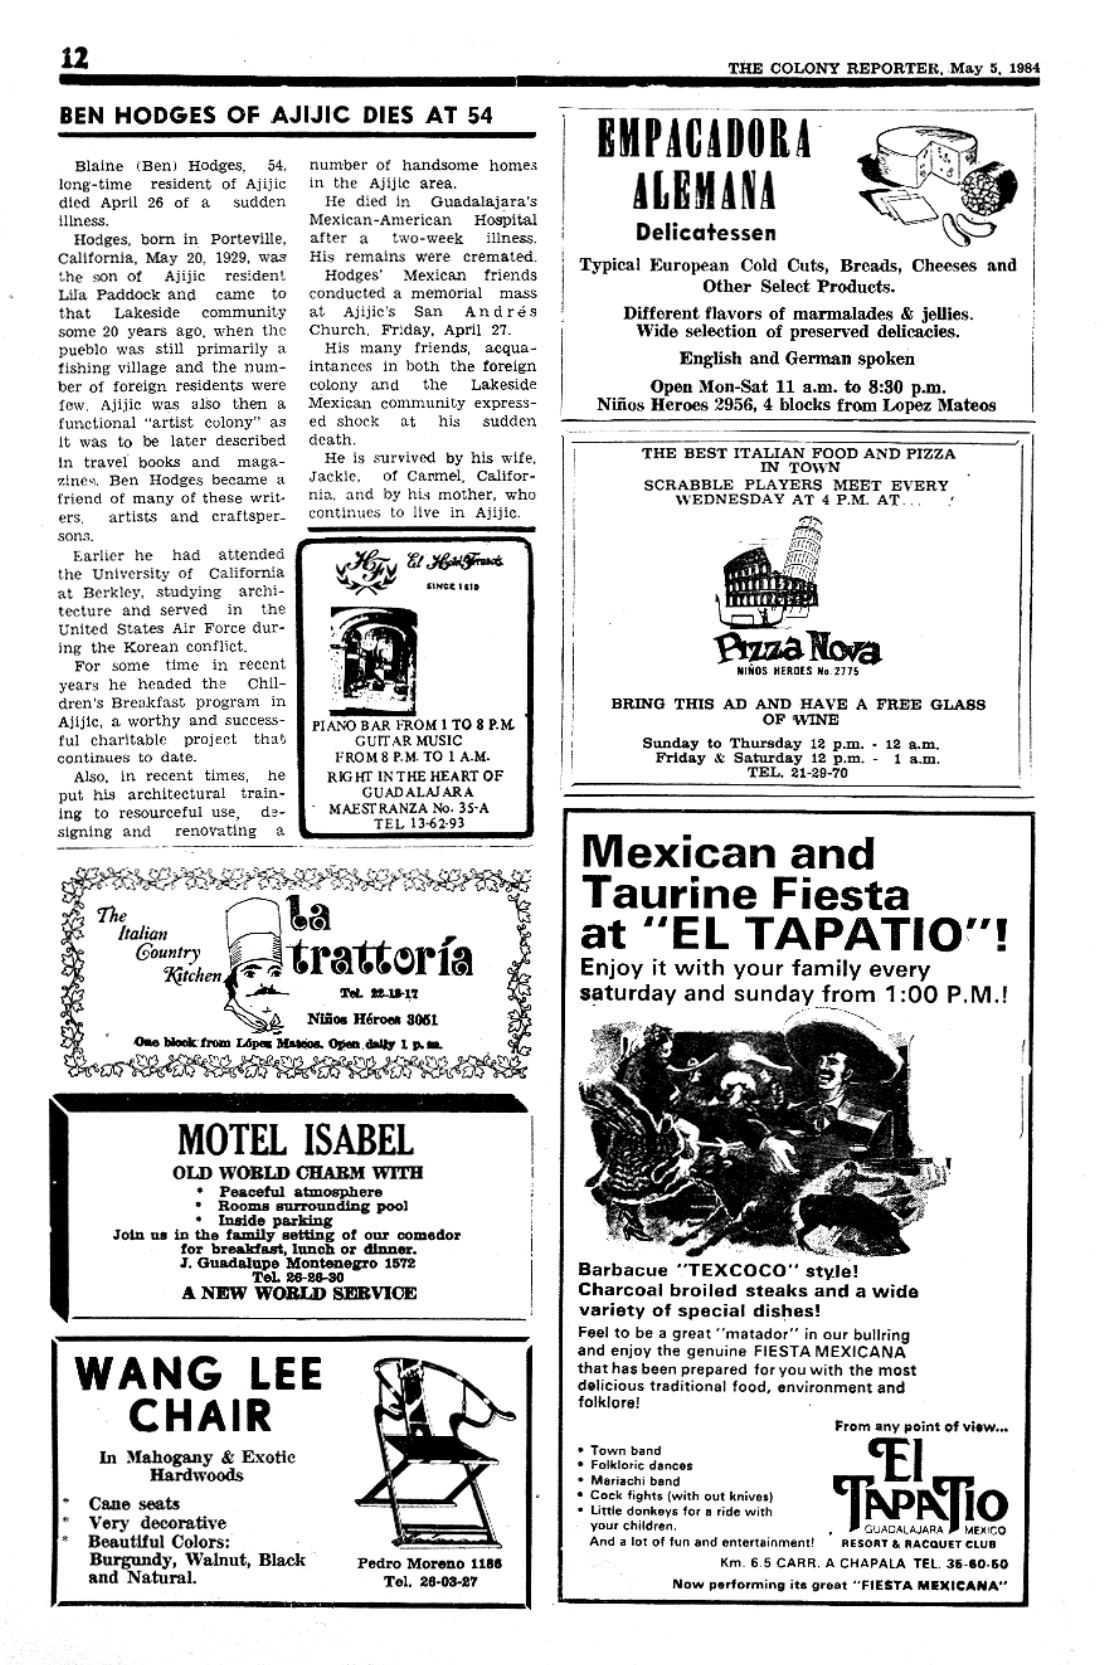 12
THE COLONY REPORTER, May 5, 1984
BEN HODGES OF AJIJIC DIES AT 54
Blaine (Ben) Hodges, 54,
long-time resident of Ajijic
died April 26 of a sudden
illness.
Hodges, born in Porteville,
California, May 20, 1929, was
the son of Ajijic resident
Lila Paddock and came to
that Lakeside community
some 20 years ago, when the
pueblo was still primarily a
fishing village and the num-
ber of foreign residents were
few. Ajijic was also then a
functional "artist colony" as
it was to be later described
in travel books and maga-
zines. Ben Hodges became a
friend of many of these writ-
ers, artists and craftsper-
sons.
Earlier he had attended
the University of California
at Berkley, studying archi-
tecture and served in the
United States Air Force dur-
ing the Korean conflict.
For some time in recent
years he headed the Chil-
dren's Breakfast program in
Ajijic, a worthy and success-
ful charitable project that
continues to date.
Also, in recent times, he
put his architectural train-
ing to resourceful use, de-
signing and renovating a
number of handsome homes
in the Ajijic area.
He died in Guadalajara's
Mexican-American Hospital
after a two-week illness.
His remains were cremated.
Hodges' Mexican friends
conducted a memorial mass
at Ajijic's San Andrés
Church, Friday, April 27.
His many friends, acqua-
intances in both the foreign
colony and the Lakeside
Mexican community express-
ed shock at his sudden
death.
He is survived by his wife,
Jackie, of Carmel, Califor-
nia, and by his mother, who
continues to live in Ajijic.
HF El Hotel Francés
SINCE 1610
PIANO BAR FROM 1 TO 8 P.M.
GUITAR MUSIC
FROM 8 P.M. TO 1 A.M.
RIGHT IN THE HEART OF
GUADALAJARA
MAESTRANZA No. 35-A
TEL 13-62-93
The
Italian
Country
Kitchen
la
trattoría
Tel. 22-18-17
Niños Héroes 3051
One block from López Mateos. Open daily 1 p.m.
MOTEL ISABEL
OLD WORLD CHARM WITH
* Peaceful atmosphere
* Rooms surrounding pool
* Inside parking
Join us in the family setting of our comedor
for breakfast, lunch or dinner.
J. Guadalupe Montenegro 1572
Tel. 26-26-30
A NEW WORLD SERVICE
WANG LEE
CHAIR
In Mahogany & Exotic
Hardwoods
* Cane seats
* Very decorative
* Beautiful Colors:
Burgundy, Walnut, Black
and Natural.
Pedro Moreno 1186
Tel. 26-03-27
EMPACADORA
ALEMANA
Delicatessen
Typical European Cold Cuts, Breads, Cheeses and
Other Select Products.
Different flavors of marmalades & jellies.
Wide selection of preserved delicacies.
English and German spoken
Open Mon-Sat 11 a.m. to 8:30 p.m.
Niños Heroes 2956, 4 blocks from Lopez Mateos
THE BEST ITALIAN FOOD AND PIZZA
IN TOWN
SCRABBLE PLAYERS MEET EVERY
WEDNESDAY AT 4 P.M. AT...
Pizza Nova
NIÑOS HEROES No. 2775
BRING THIS AD AND HAVE A FREE GLASS
OF WINE
Sunday to Thursday 12 p.m. - 12 a.m.
Friday & Saturday 12 p.m. - 1 a.m.
TEL. 21-29-70
Mexican and
Taurine Fiesta
at "EL TAPATIO"!
Enjoy it with your family every
saturday and sunday from 1:00 P.M.!
Barbacue "TEXCOCO" style!
Charcoal broiled steaks and a wide
variety of special dishes!
Feel to be a great "matador" in our bullring
and enjoy the genuine FIESTA MEXICANA
that has been prepared for you with the most
delicious traditional food, environment and
folklore!
• Town band
• Folkloric dances
• Mariachi band
• Cock fights (with out knives)
• Little donkeys for a ride with
your children.
And a lot of fun and entertainment!
From any point of view...
El
TAPATIO
GUADALAJARA MEXICO
RESORT & RACQUET CLUB
Km. 6.5 CARR. A CHAPALA TEL. 35-60-50
Now performing its great "FIESTA MEXICANA"